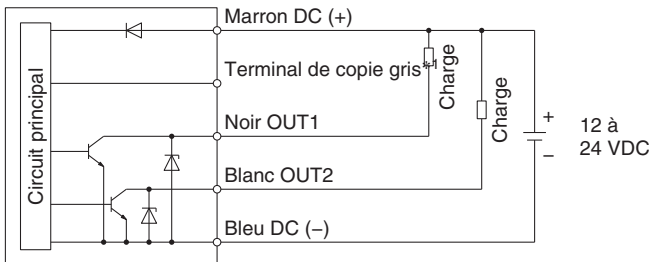 Marron DC (+)
Terminal de copie gris*1
Charge
Charge
Circuit principal
Noir OUT1
+
12 à
24 VDC
−
Blanc OUT2
Bleu DC (−)